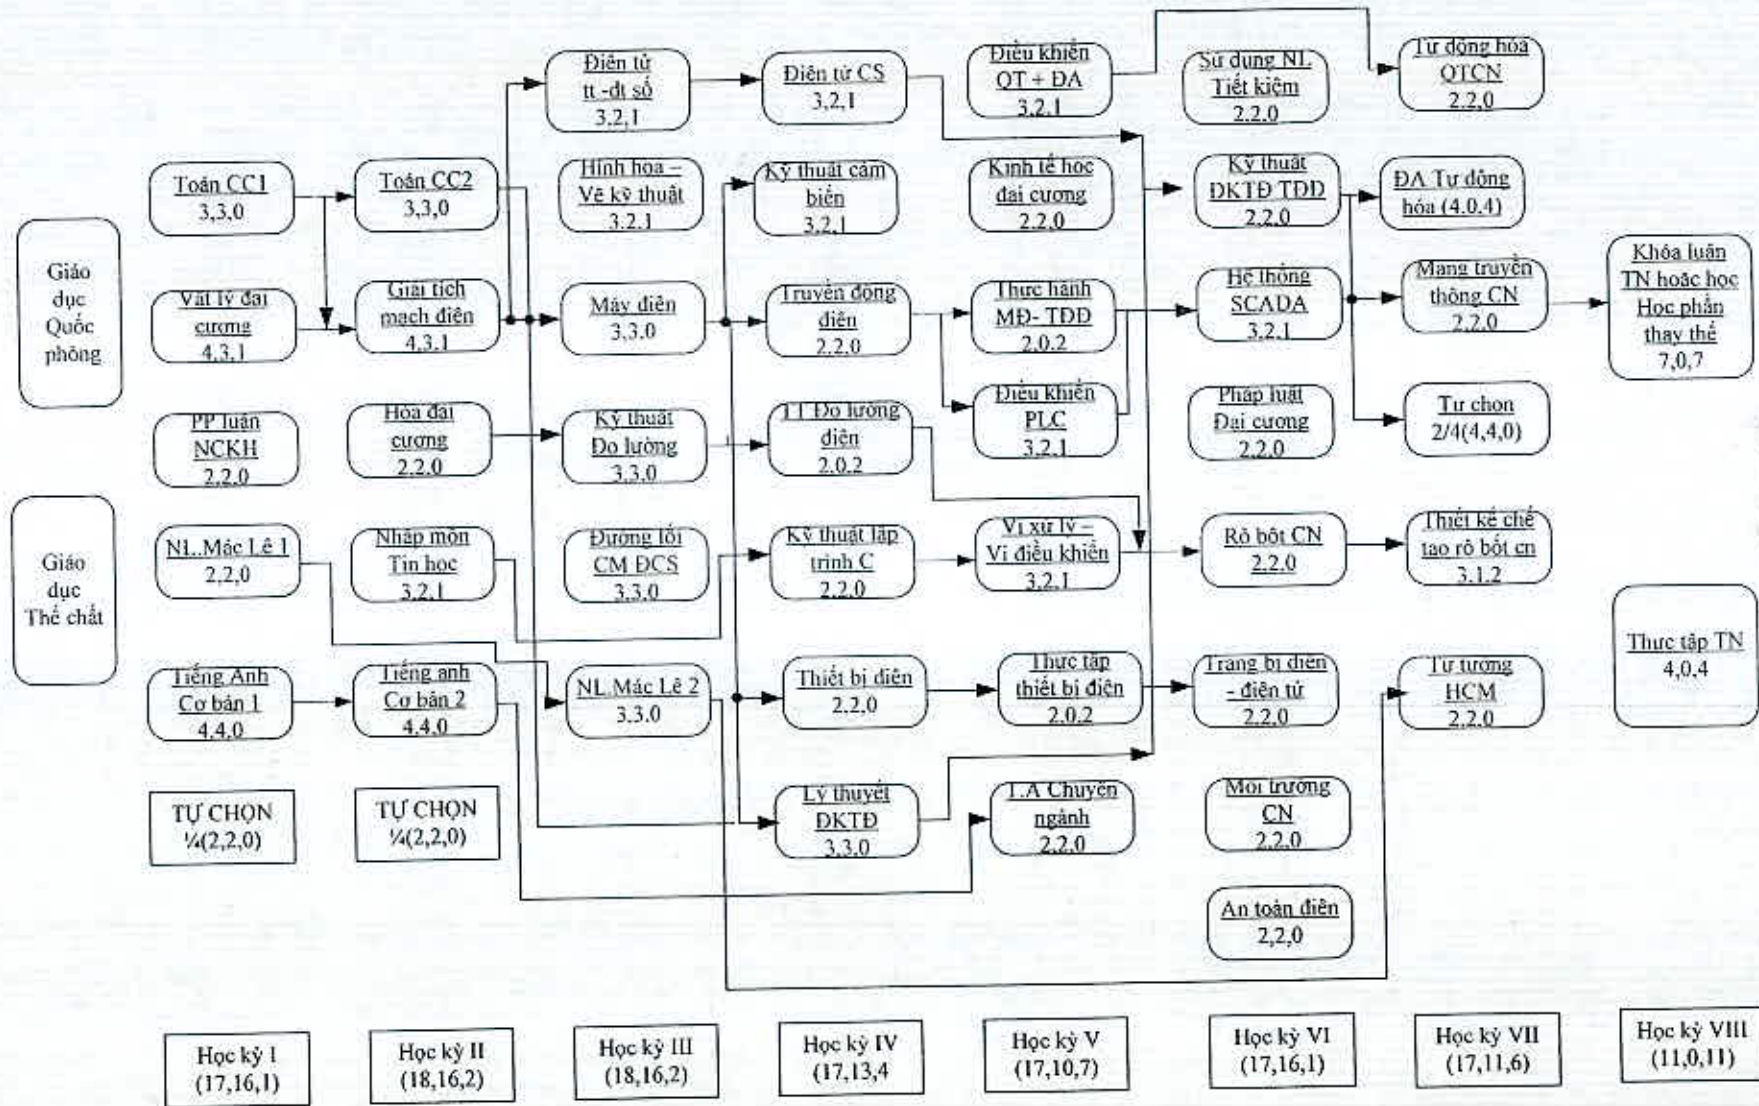 Giáo
dục
Quốc
phòng
Giáo
dục
Thể chất
Toán CC1
3,3,0
Vật lý đại
cương
4,3,1
PP luận
NCKH
2,2,0
NL.Mác Lê 1
2,2,0
Tiếng Anh
Cơ bản 1
4,4,0
TỰ CHỌN
¼(2,2,0)
Học kỳ I
(17,16,1)
Toán CC2
3,3,0
Giải tích
mạch điện
4,3,1
Hóa đại
cương
2,2,0
Nhập môn
Tin học
3,2,1
Tiếng anh
Cơ bản 2
4,4,0
TỰ CHỌN
¼(2,2,0)
Học kỳ II
(18,16,2)
Điện tử
tt -đt số
3,2,1
Hình họa –
Vẽ kỹ thuật
3,2,1
Máy điện
3,3,0
Kỹ thuật
Đo lường
3,3,0
Đường lối
CM ĐCS
3,3,0
NL.Mác Lê 2
3,3,0
Học kỳ III
(18,16,2)
Điện tử CS
3,2,1
Kỹ thuật cảm
biến
3,2,1
Truyền động
điện
2,2,0
TT Đo lường
điện
2,0,2
Kỹ thuật lập
trình C
2,2,0
Thiết bị điện
2,2,0
Lý thuyết
ĐKTĐ
3,3,0
Học kỳ IV
(17,13,4
Điều khiển
QT + ĐA
3,2,1
Kinh tế học
đại cương
2,2,0
Thực hành
MĐ- TĐĐ
2,0,2
Điều khiển
PLC
3,2,1
Vi xử lý –
Vi điều khiển
3,2,1
Thực tập
thiết bị điện
2,0,2
T.A Chuyên
ngành
2,2,0
Học kỳ V
(17,10,7)
Sử dụng NL
Tiết kiệm
2,2,0
Kỹ thuật
ĐKTĐ TĐĐ
2,2,0
Hệ thống
SCADA
3,2,1
Pháp luật
Đại cương
2,2,0
Rô bôt CN
2,2,0
Trang bị điện
- điện tử
2,2,0
Môi trường
CN
2,2,0
An toàn điện
2,2,0
Học kỳ VI
(17,16,1)
Tự động hóa
QTCN
2,2,0
ĐA Tự động
hóa (4,0,4)
Mạng truyền
thông CN
2,2,0
Tự chọn
2/4(4,4,0)
Thiết kế chế
tạo rô bốt cn
3,1,2
Tư tưởng
HCM
2,2,0
Học kỳ VII
(17,11,6)
Khóa luận
TN hoặc học
Học phần
thay thế
7,0,7
Thực tập TN
4,0,4
Học kỳ VIII
(11,0,11)